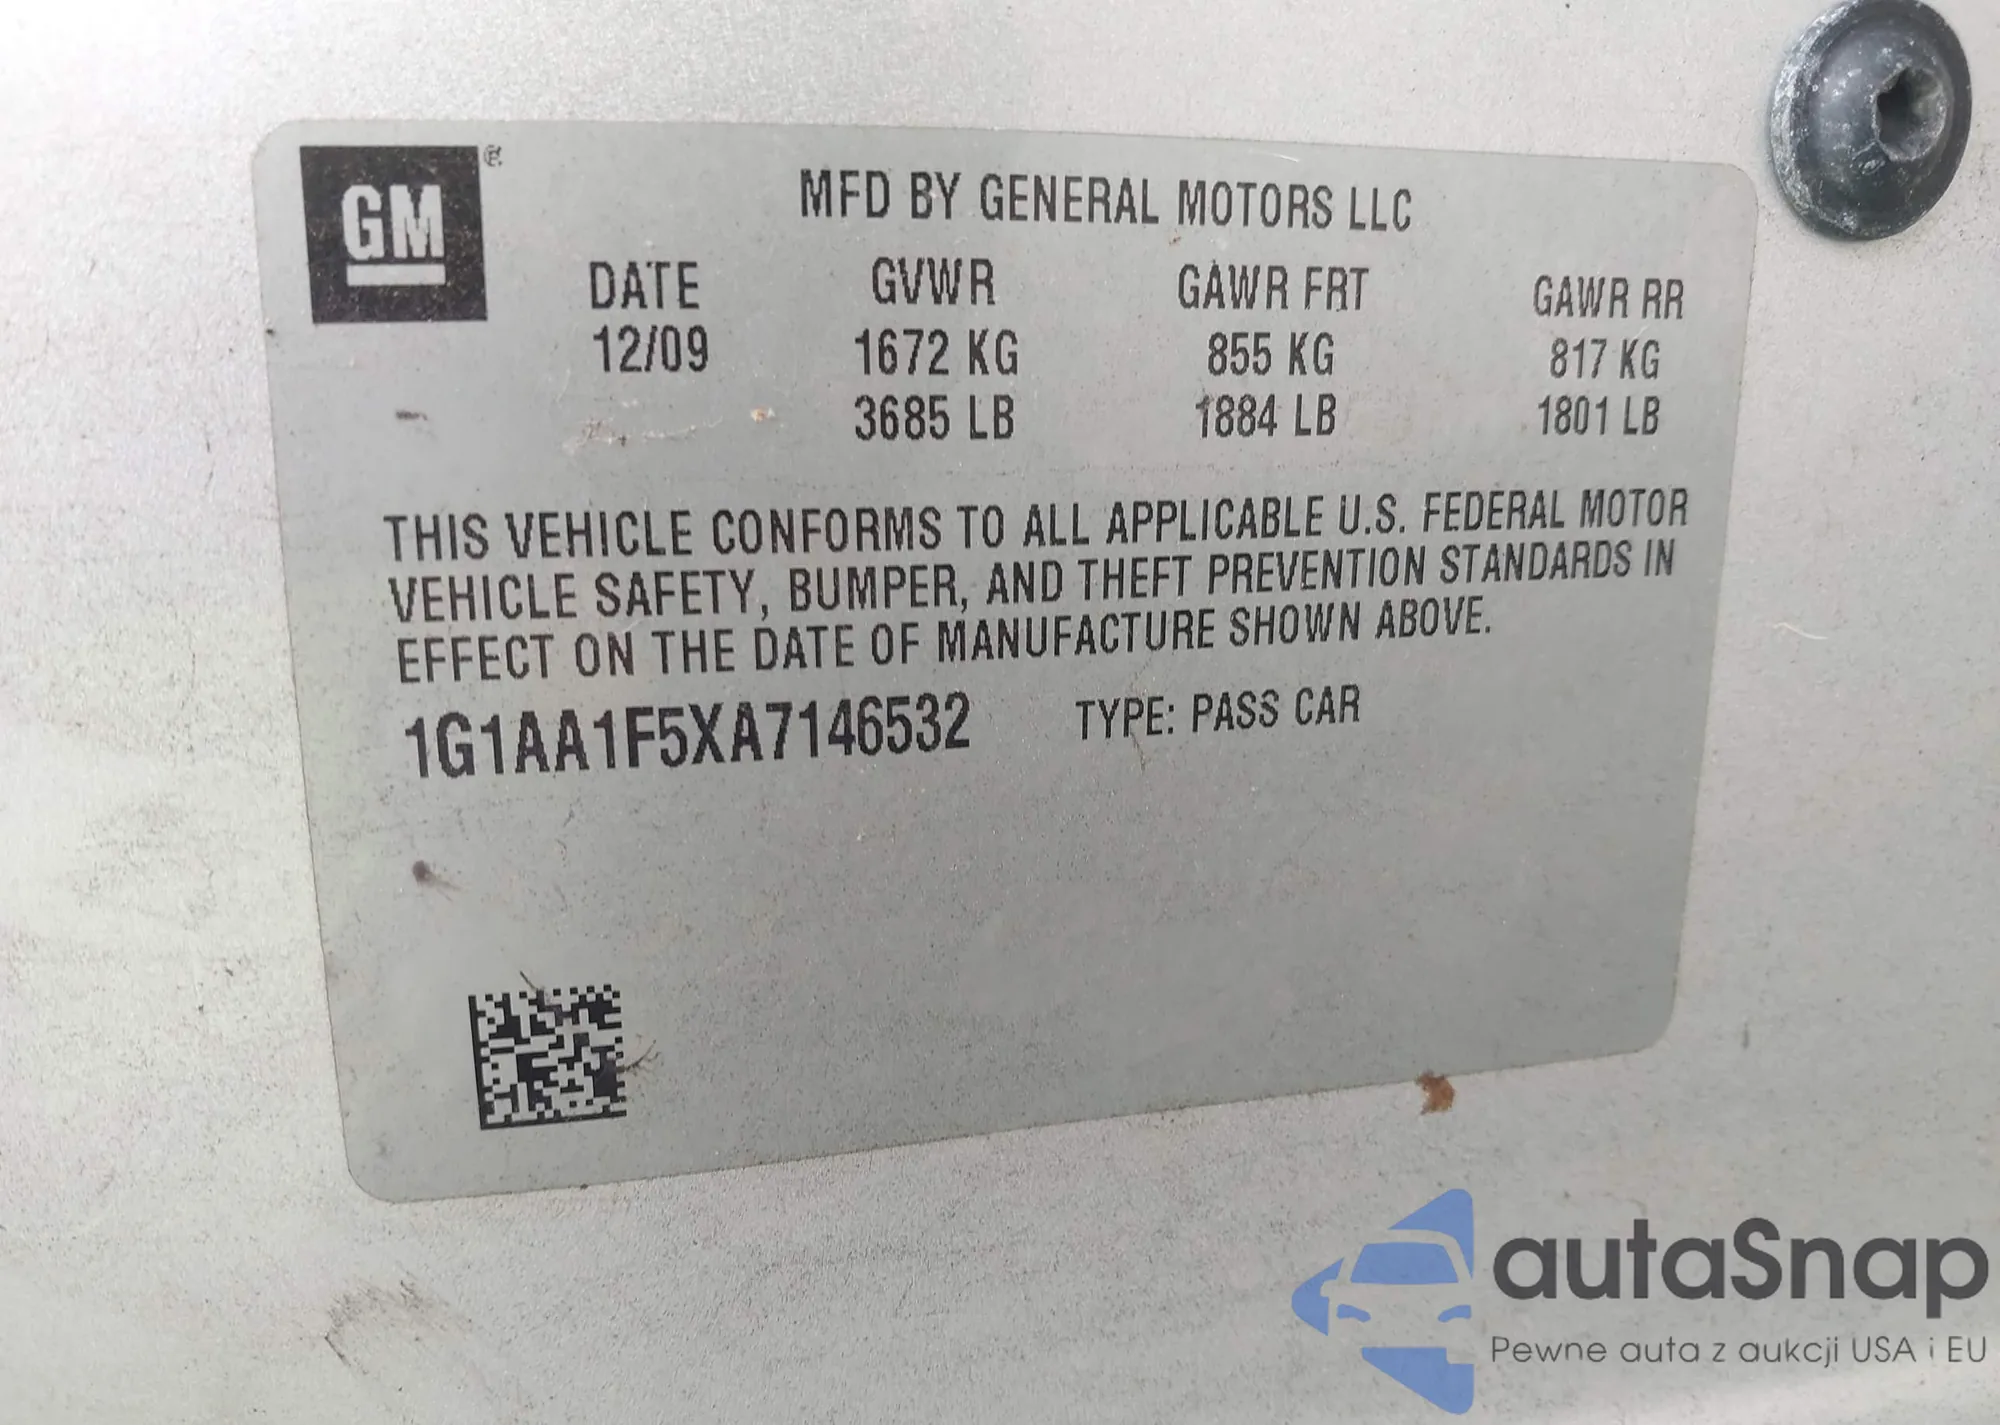 GM
MFD BY GENERAL MOTORS LLC
DATE GVWR GAWR FRT GAWR RR
12/09 1672 KG 855 KG 817 KG
3685 LB 1884 LB 1801 LB
THIS VEHICLE CONFORMS TO ALL APPLICABLE U.S. FEDERAL MOTOR
VEHICLE SAFETY, BUMPER, AND THEFT PREVENTION STANDARDS IN
EFFECT ON THE DATE OF MANUFACTURE SHOWN ABOVE.
1G1AA1F5XA7146532 TYPE: PASS CAR
autaSnap
Pewne auta z aukcji USA i EU